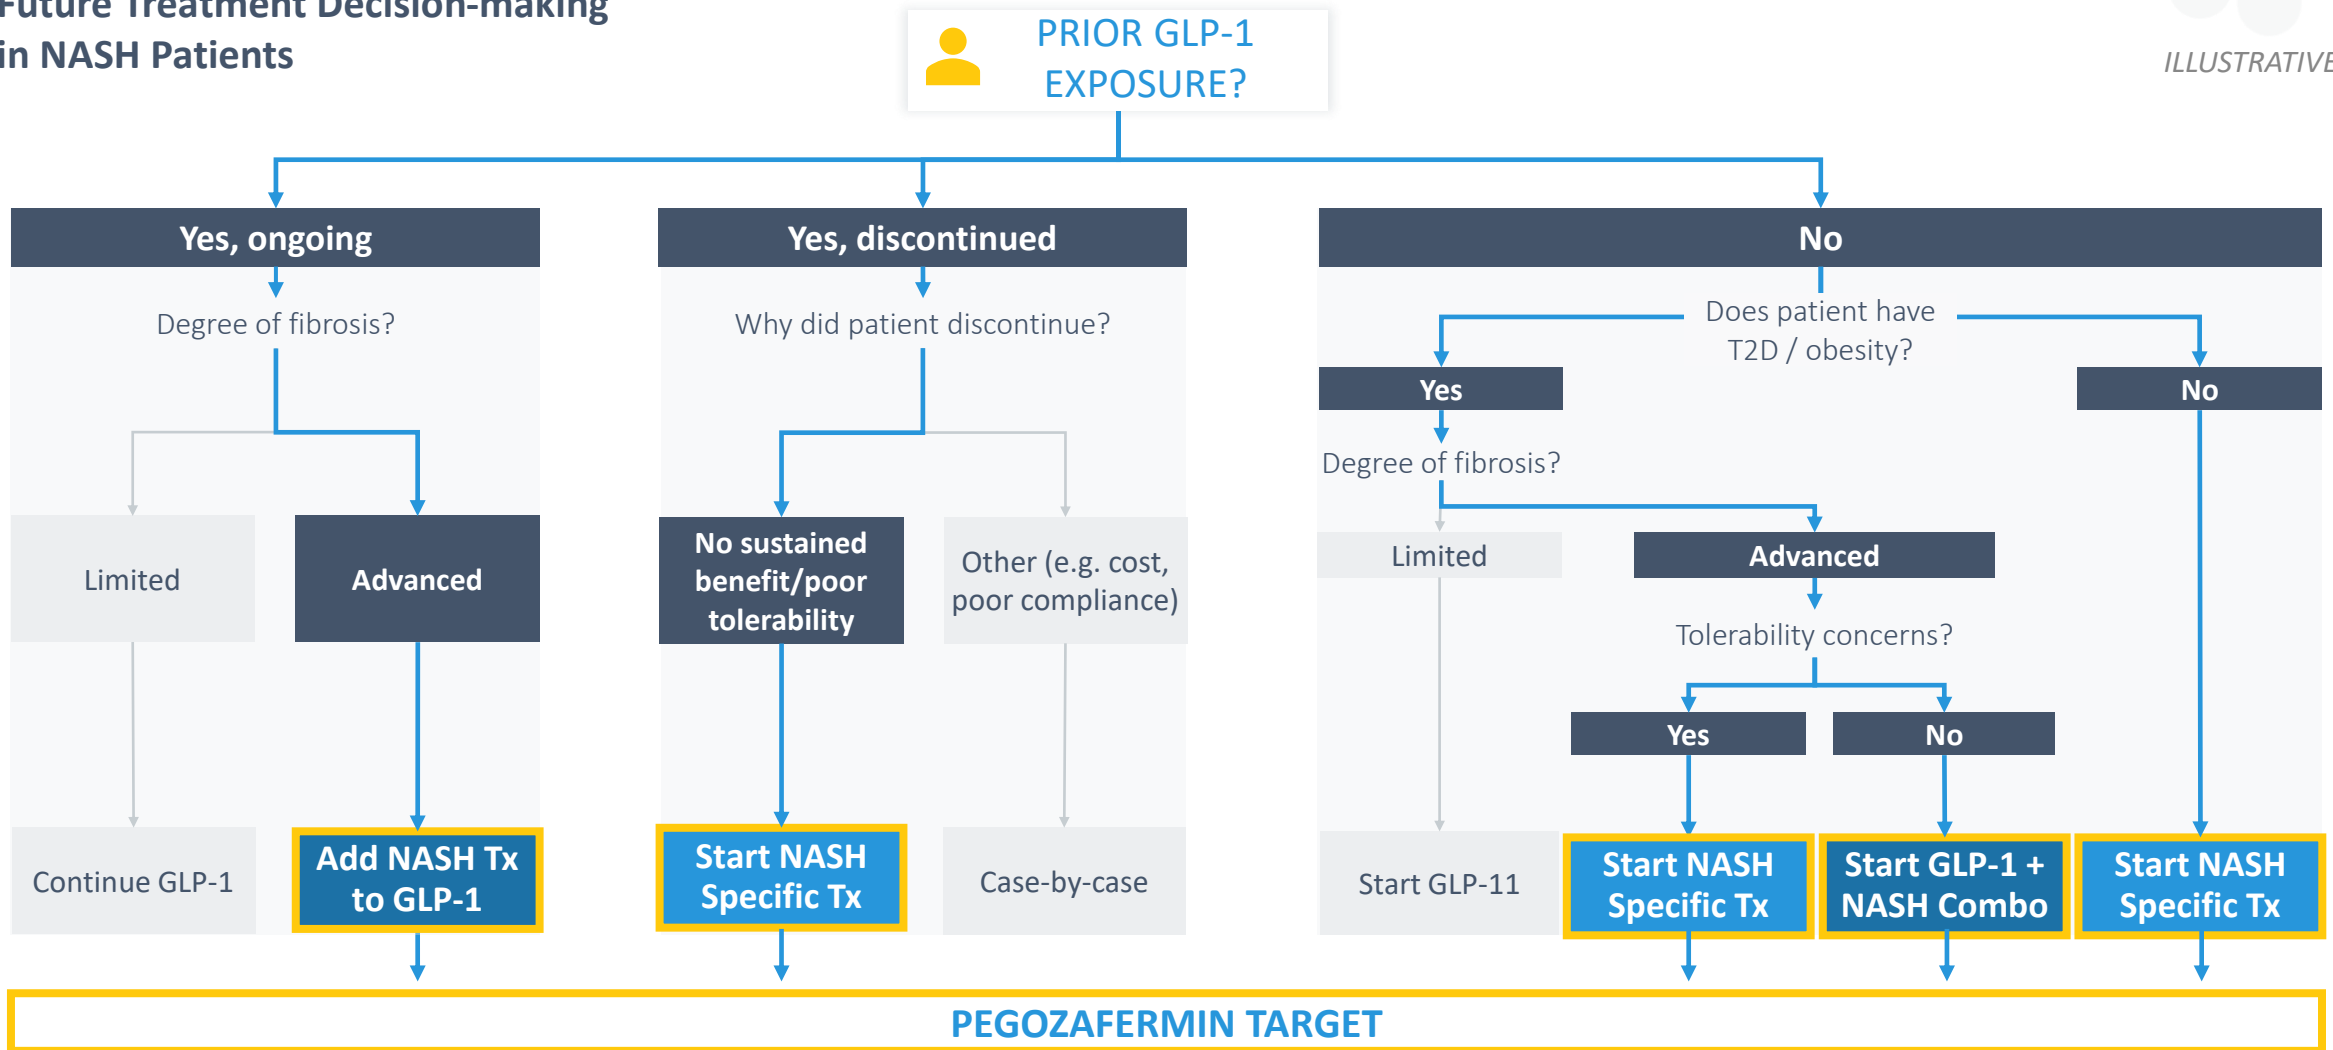 Future Treatment Decision-making
in NASH Patients
PRIOR GLP-1
EXPOSURE?
ILLUSTRATIVE
Yes, ongoing
Yes, discontinued
No
Degree of fibrosis?
Why did patient discontinue?
Does patient have
T2D / obesity?
Yes
No
Degree of fibrosis?
Limited
Advanced
No sustained
benefit/poor
tolerability
Other (e.g. cost,
poor compliance)
Limited
Advanced
Tolerability concerns?
Yes
No
Continue GLP-1
Add NASH Tx
to GLP-1
Start NASH
Specific Tx
Case-by-case
Start GLP-11
Start NASH
Specific Tx
Start GLP-1 +
NASH Combo
Start NASH
Specific Tx
PEGOZAFERMIN TARGET